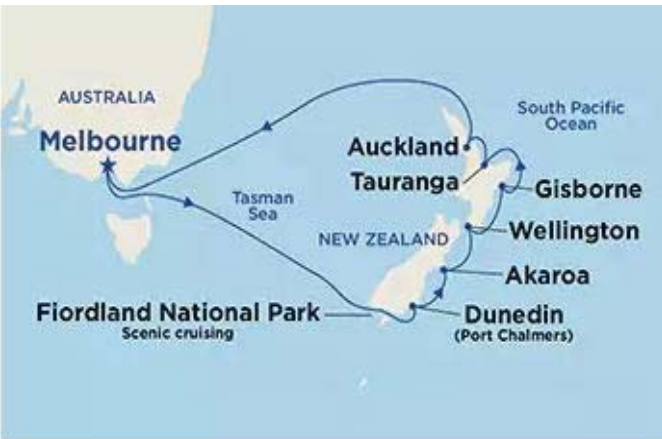 AUSTRALIA
Melbourne
South Pacific
Ocean
Auckland
Tauranga
Gisborne
Tasman
Sea
NEW ZEALAND
Wellington
Akaroa
Fiordland National Park
Scenic cruising
Dunedin
(Port Chalmers)